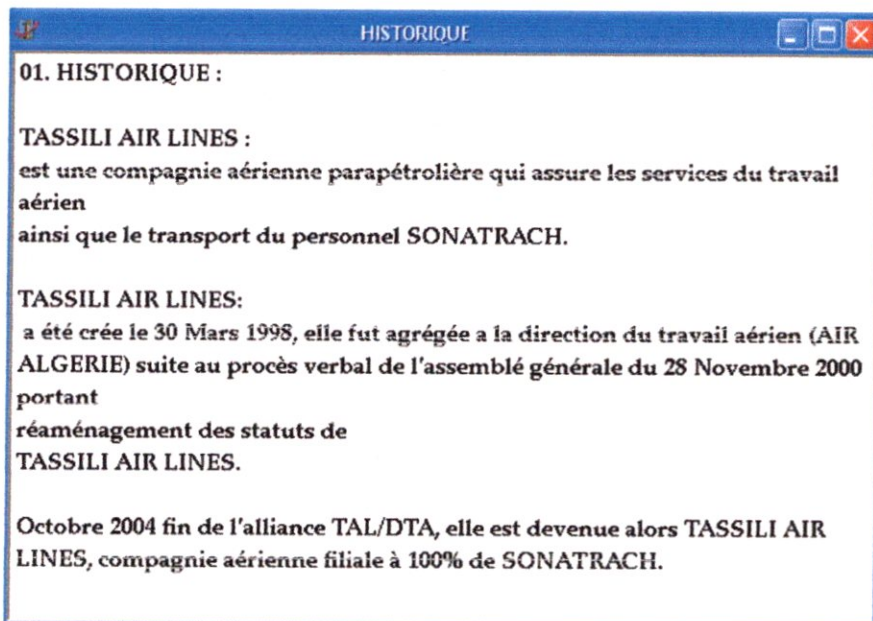 HISTORIQUE
01. HISTORIQUE :
TASSILI AIR LINES :
est une compagnie aérienne parapétrolière qui assure les services du travail
aérien
ainsi que le transport du personnel SONATRACH.
TASSILI AIR LINES:
a été crée le 30 Mars 1998, elle fut agrégée a la direction du travail aérien (AIR
ALGERIE) suite au procès verbal de l'assemblé générale du 28 Novembre 2000
portant
réaménagement des statuts de
TASSILI AIR LINES.
Octobre 2004 fin de l'alliance TAL/DTA, elle est devenue alors TASSILI AIR
LINES, compagnie aérienne filiale à 100% de SONATRACH.